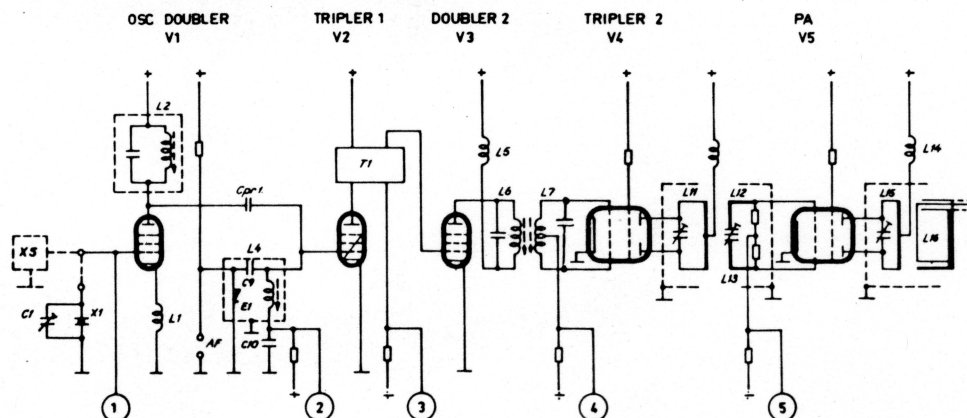 OSC DOUBLER TRIPLER 1 DOUBLER 2 TRIPLER 2 PA
V1 V2 V3 V4 V5
+ + + + + + + +
L2
L5 L14
T1
Cprt. L6 L7 L11 L12 L15
X5 L4 L16
C9
E1 L13
C1 X1 L1 AF C10
1 2 3 4 5